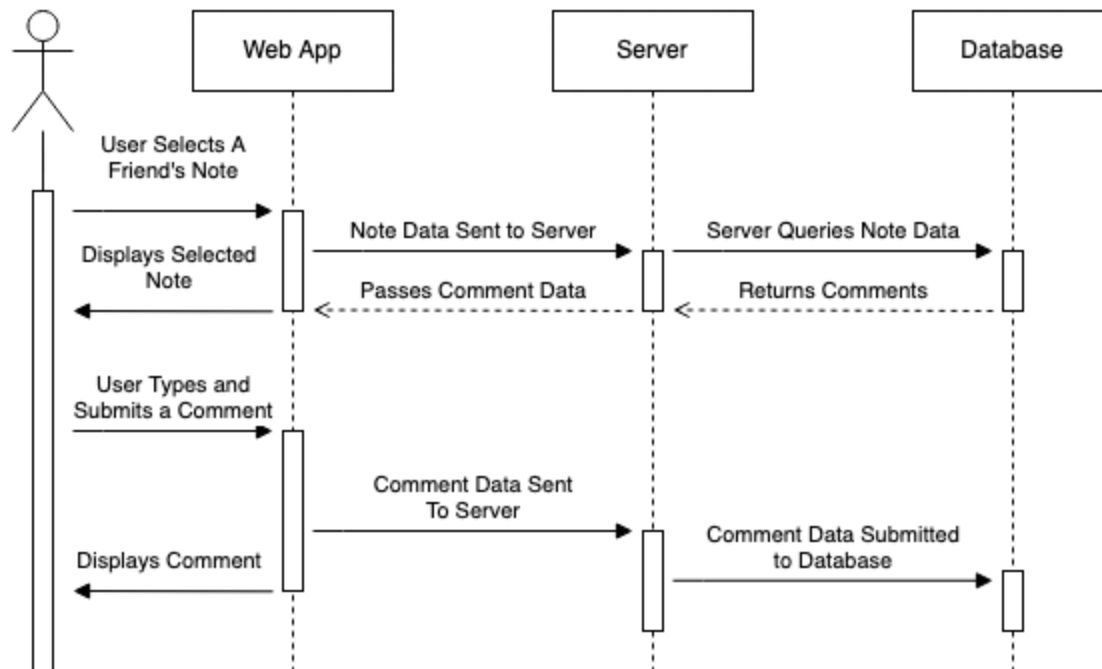 Web App
Server
Database
User Selects A
Friend's Note
Note Data Sent to Server
Server Queries Note Data
Displays Selected
Note
Passes Comment Data
Returns Comments
User Types and
Submits a Comment
Comment Data Sent
To Server
Comment Data Submitted
to Database
Displays Comment